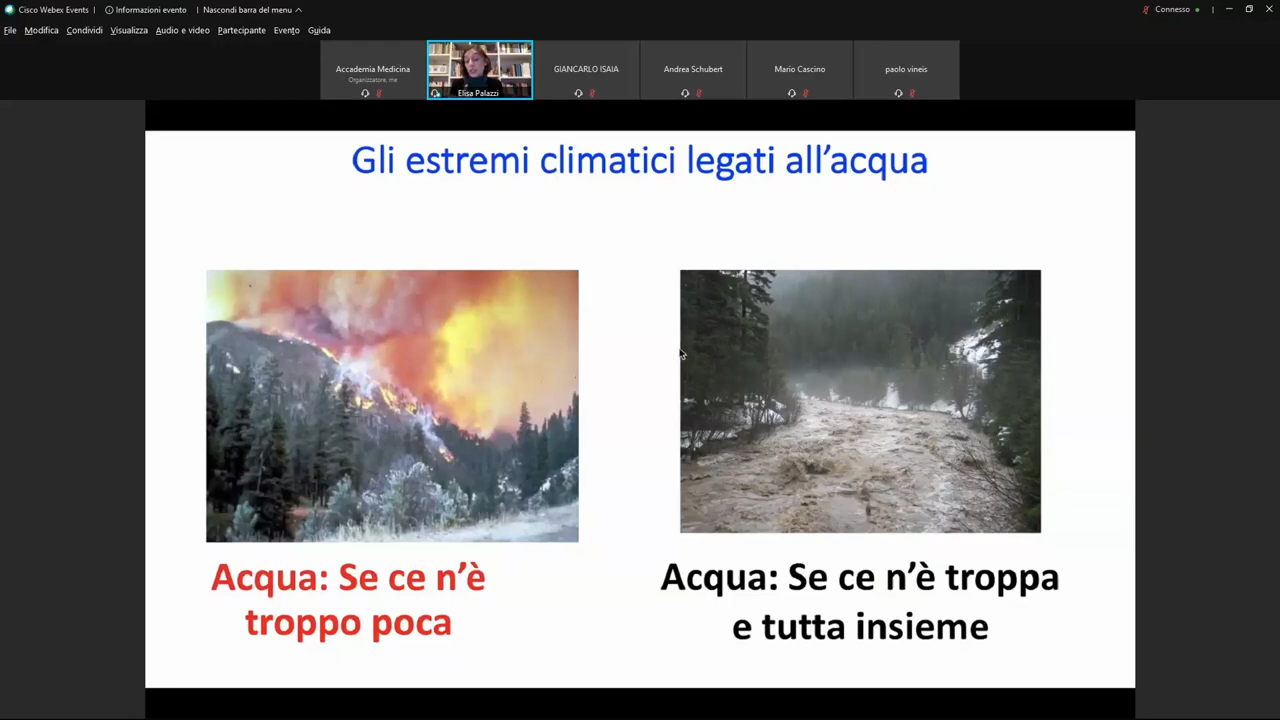 Cisco Webex Events
Informazioni evento
Nascondi barra del menu
Connesso
File Modifica Condividi Visualizza Audio e video Partecipante Evento Guida
Accademia Medicina
Organizzatore, me
Elisa Palazzi
GIANCARLO ISAIA
Andrea Schubert
Mario Cascino
paolo vineis
Gli estremi climatici legati all’acqua
Acqua: Se ce n’è
troppo poca
Acqua: Se ce n’è troppa
e tutta insieme